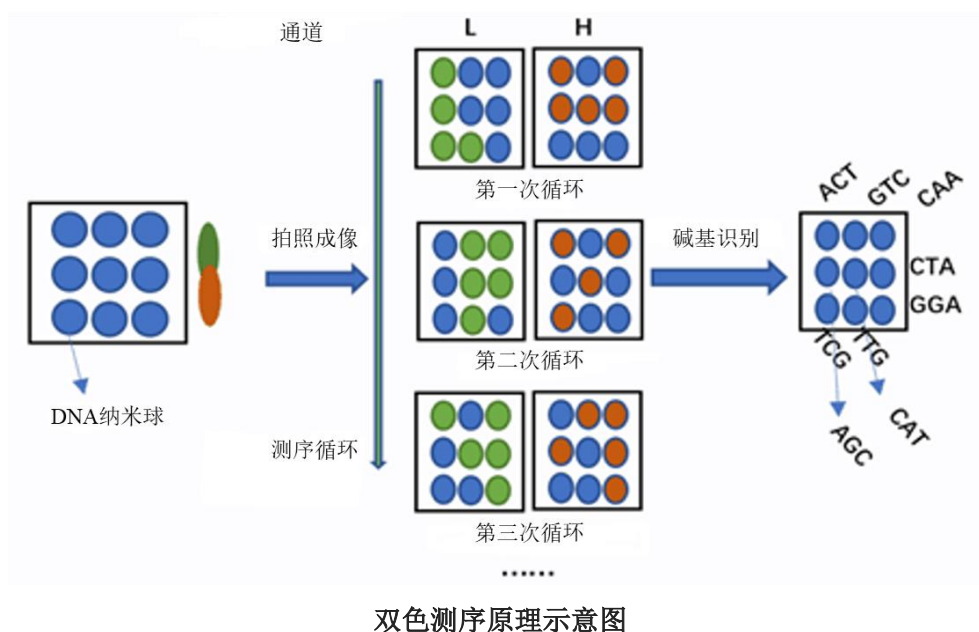 通道
L H
第一次循环
拍照成像
第二次循环
测序循环
第三次循环
……
DNA纳米球
碱基识别
ACT GTC CAA
CTA
GGA
TCG TTG
AGC CAT
双色测序原理示意图